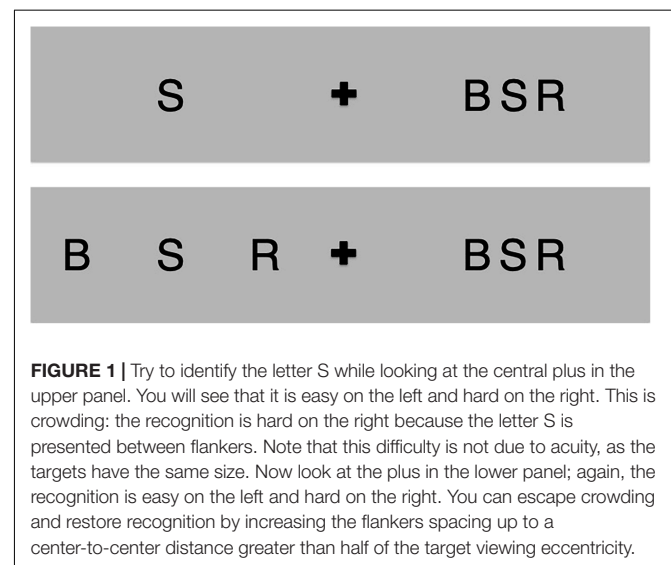 S + BSR
B S R + BSR
FIGURE 1 | Try to identify the letter S while looking at the central plus in the
upper panel. You will see that it is easy on the left and hard on the right. This is
crowding: the recognition is hard on the right because the letter S is
presented between flankers. Note that this difficulty is not due to acuity, as the
targets have the same size. Now look at the plus in the lower panel; again, the
recognition is easy on the left and hard on the right. You can escape crowding
and restore recognition by increasing the flankers spacing up to a
center-to-center distance greater than half of the target viewing eccentricity.